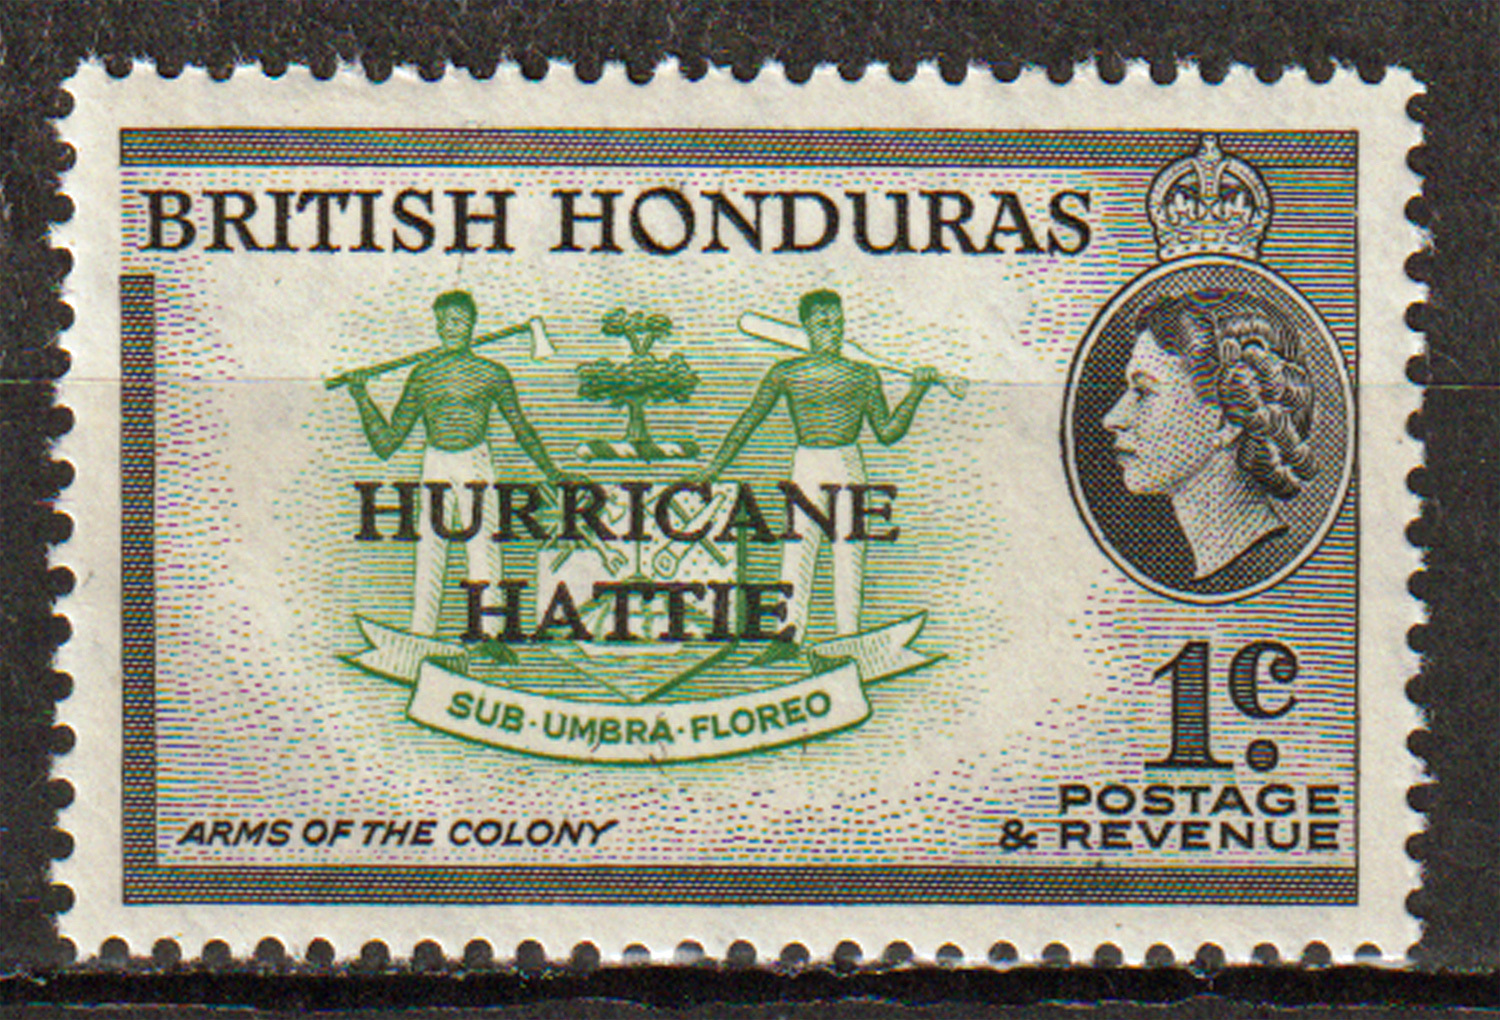 BRITISH HONDURAS
HURRICANE
HATTIE
SUB·UMBRA·FLOREO
1c.
ARMS OF THE COLONY
POSTAGE
& REVENUE